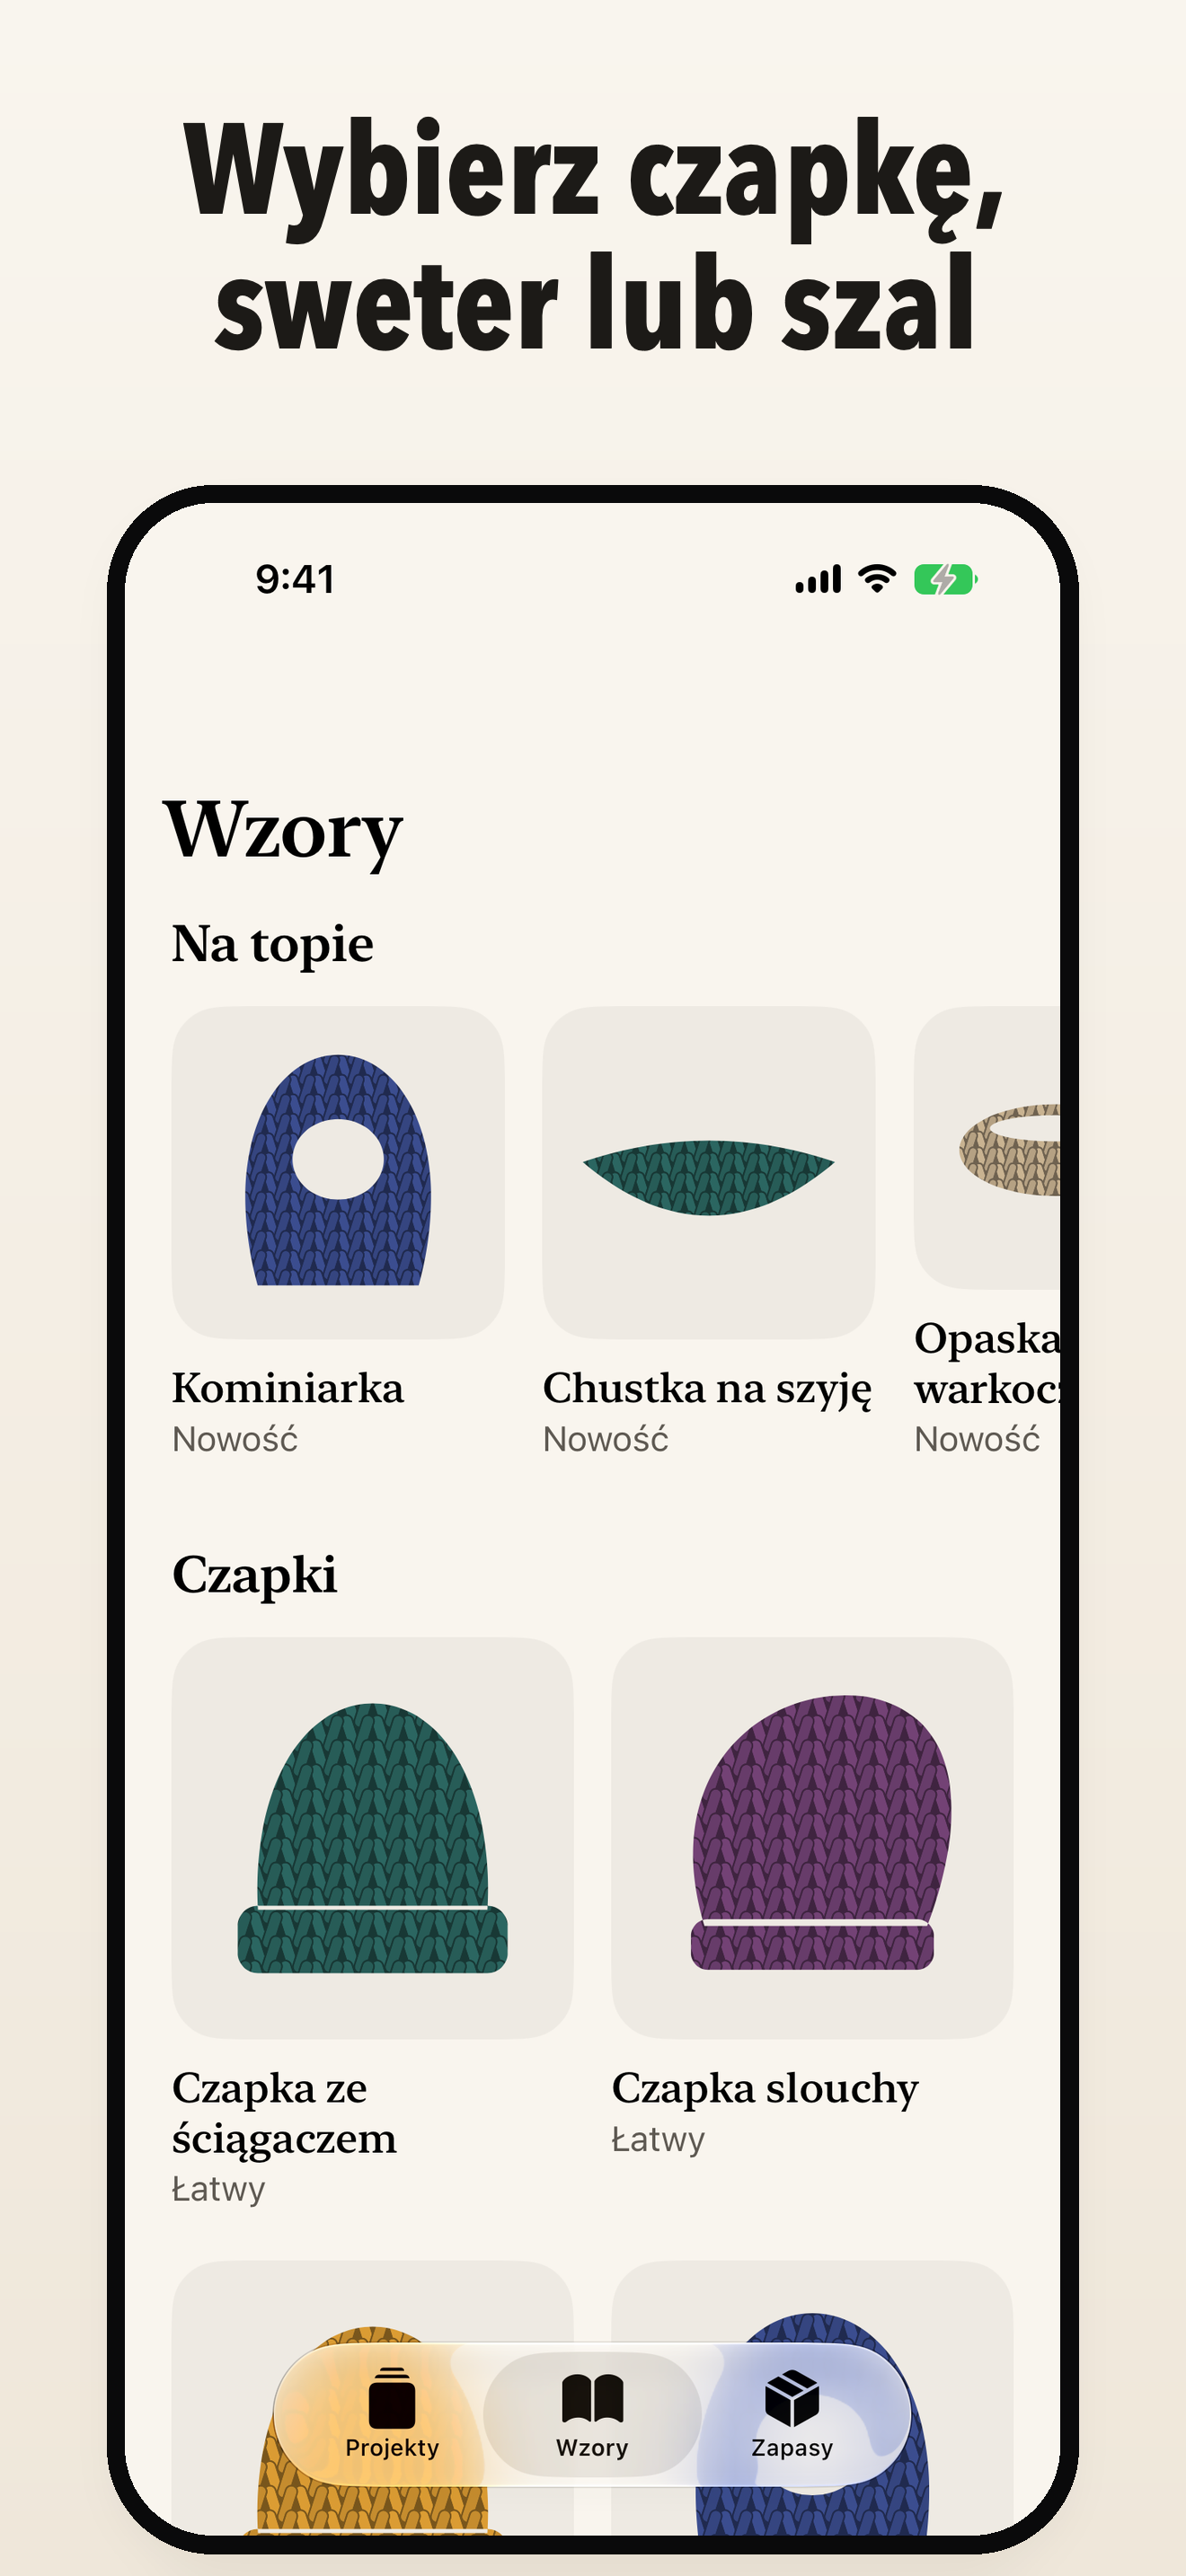 Wybierz czapkę,
sweter lub szal
9:41
Wzory
Na topie
Kominiarka
Nowość
Chustka na szyję
Nowość
Opaska
Nowość
Czapki
Czapka ze
ściągaczem
Łatwy
Czapka slouchy
Łatwy
Projekty
Wzory
Zapasy